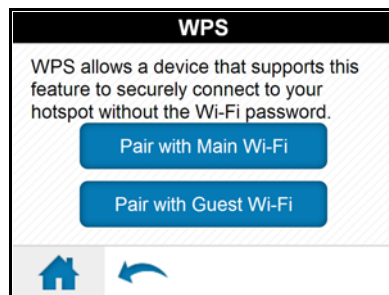 WPS
WPS allows a device that supports this
feature to securely connect to your
hotspot without the Wi-Fi password.
Pair with Main Wi-Fi
Pair with Guest Wi-Fi